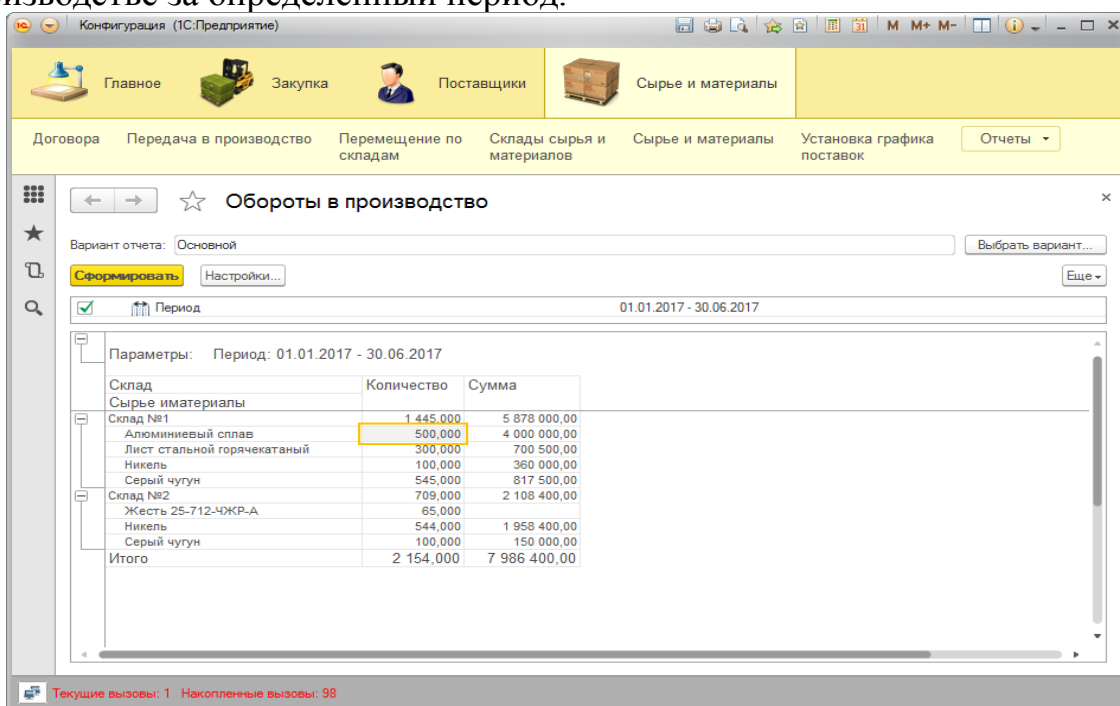 изводстве за определенный период.
Конфигурация (1С:Предприятие)
M M+ M-
31
Главное
Закупка
Поставщики
Сырье и материалы
Договора
Передача в производство
Перемещение по складам
Склады сырья и материалов
Сырье и материалы
Установка графика поставок
Отчеты
Обороты в производство
Вариант отчета: Основной
Выбрать вариант...
Сформировать
Настройки...
Еще
Период 01.01.2017 - 30.06.2017
Параметры: Период: 01.01.2017 - 30.06.2017
Склад Количество Сумма
Сырье иматериалы
Склад №1 1 445,000 5 878 000,00
Алюминиевый сплав 500,000 4 000 000,00
Лист стальной горячекатаный 300,000 700 500,00
Никель 100,000 360 000,00
Серый чугун 545,000 817 500,00
Склад №2 709,000 2 108 400,00
Жесть 25-712-ЧЖР-А 65,000
Никель 544,000 1 958 400,00
Серый чугун 100,000 150 000,00
Итого 2 154,000 7 986 400,00
Текущие вызовы: 1 Накопленные вызовы: 98